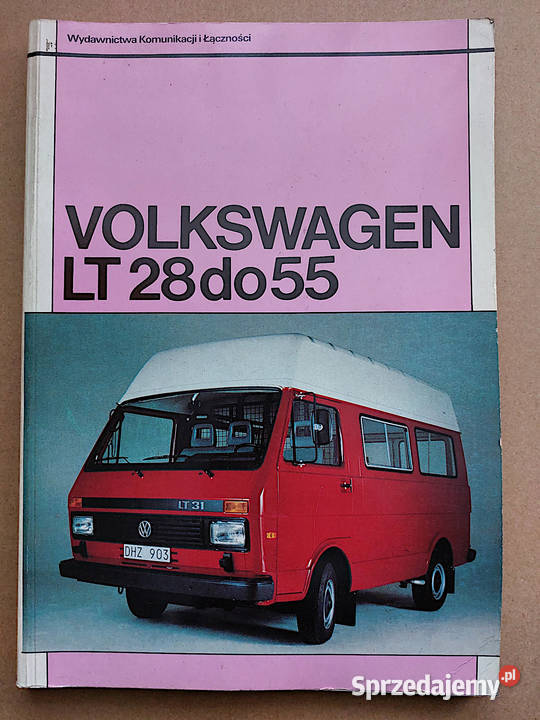 Wydawnictwa Komunikacji i Łączności
VOLKSWAGEN
LT 28 do 55
LT 31
DHZ 903
Sprzedajemy.pl